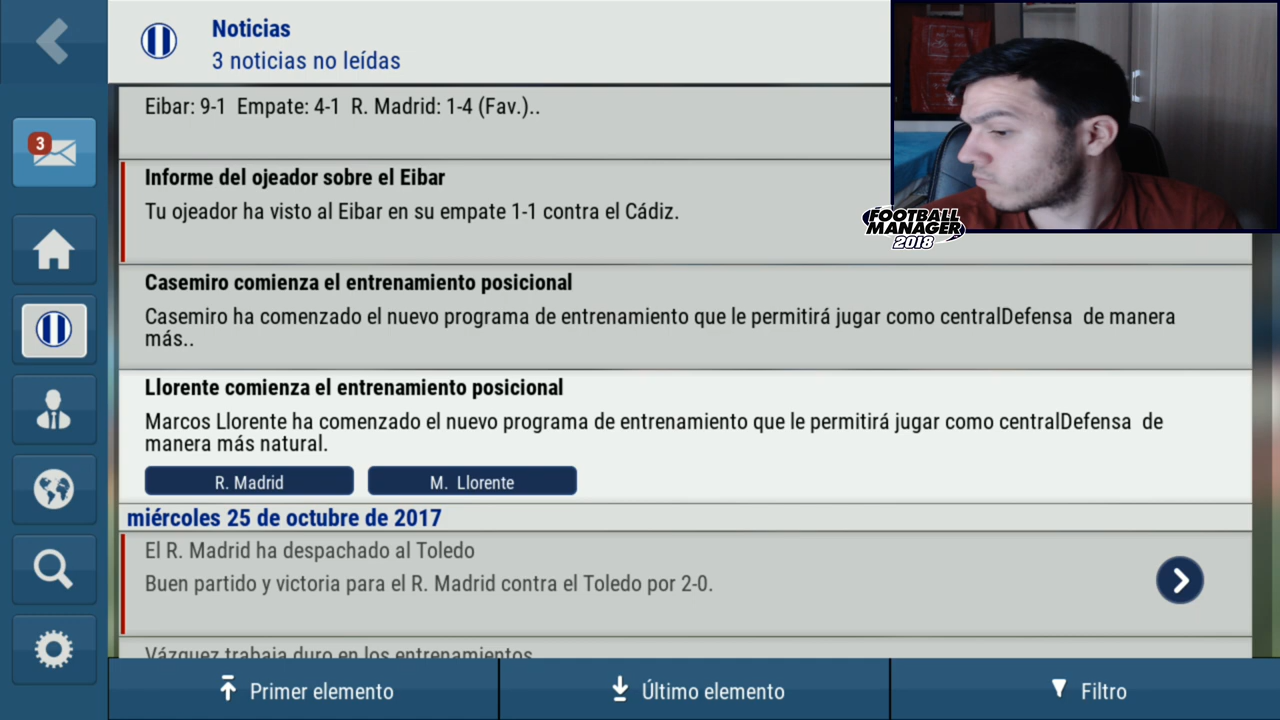 Noticias
3 noticias no leídas
Eibar: 9-1 Empate: 4-1 R. Madrid: 1-4 (Fav.)..
3
Informe del ojeador sobre el Eibar
Tu ojeador ha visto al Eibar en su empate 1-1 contra el Cádiz.
FOOTBALL
MANAGER
2018
Casemiro comienza el entrenamiento posicional
Casemiro ha comenzado el nuevo programa de entrenamiento que le permitirá jugar como centralDefensa de manera
más..
Llorente comienza el entrenamiento posicional
Marcos Llorente ha comenzado el nuevo programa de entrenamiento que le permitirá jugar como centralDefensa de
manera más natural.
R. Madrid
M. Llorente
miércoles 25 de octubre de 2017
El R. Madrid ha despachado al Toledo
Buen partido y victoria para el R. Madrid contra el Toledo por 2-0.
Vázquez trabaja duro en los entrenamientos
Primer elemento
Último elemento
Filtro